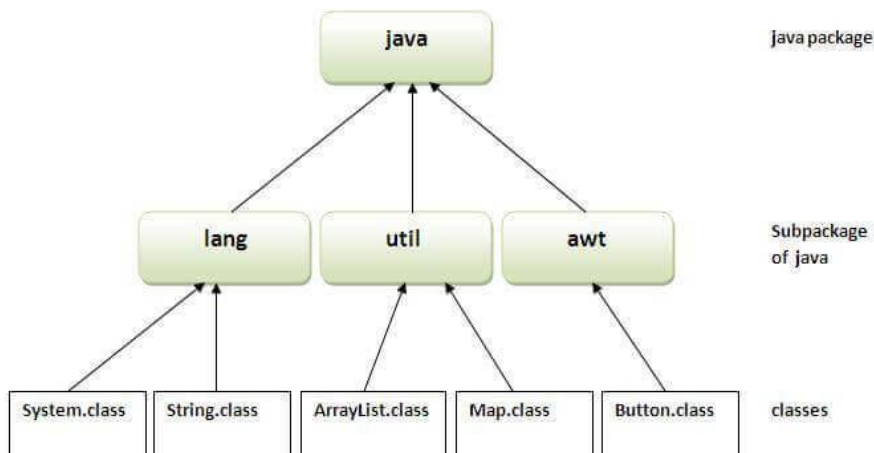 java
java package
lang
util
awt
Subpackage
of java
System.class
String.class
ArrayList.class
Map.class
Button.class
classes